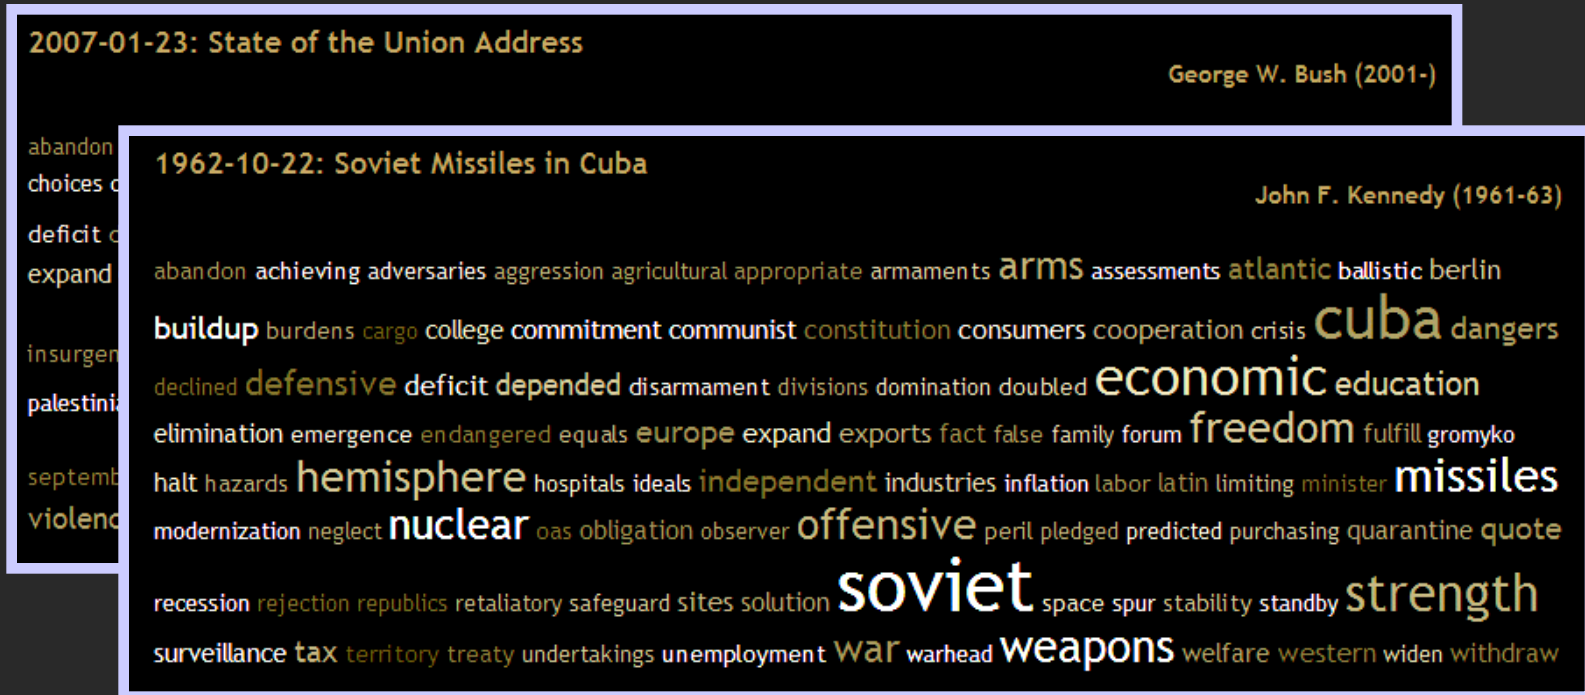 2007-01-23: State of the Union Address
George W. Bush (2001-)
abandon
choices
deficit
expand
palestini
violenc
1962-10-22: Soviet Missiles in Cuba
John F. Kennedy (1961-63)
abandon achieving adversaries aggression agricultural appropriate armaments arms assessments atlantic ballistic berlin
buildup burdens cargo college commitment communist constitution consumers cooperation crisis cuba dangers
declined defensive deficit depended disarmament divisions domination doubled economic education
elimination emergence endangered equals europe expand exports fact false family forum freedom fulfill gromyko
halt hazards hemisphere hospitals ideals independent industries inflation labor latin limiting minister missiles
modernization neglect nuclear oas obligation observer offensive peril pledged predicted purchasing quarantine quote
recession rejection republics retaliatory safeguard sites solution soviet space spur stability standby strength
surveillance tax territory treaty undertakings unemployment war warhead weapons welfare western widen withdraw